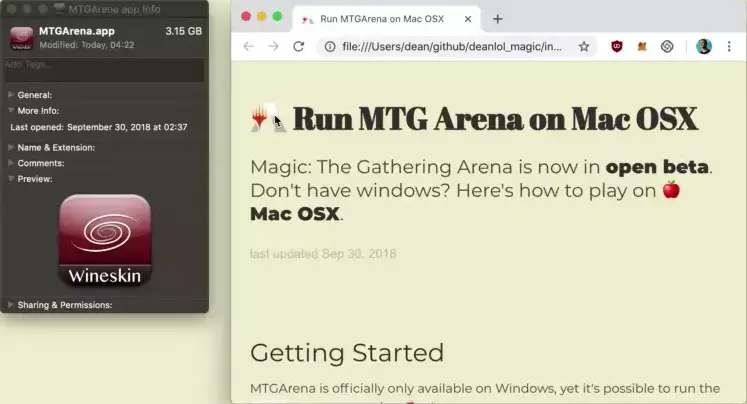 MTGArena.app Info
MTGArena.app 3.15 GB
Modified: Today, 04:22
Add Tags...
General:
More Info:
Last opened: September 30, 2018 at 02:37
Name & Extension:
Comments:
Preview:
Wineskin
Sharing & Permissions:
Run MTGArena on Mac OSX
file:///Users/dean/github/deanlol_magic/in...
Run MTG Arena on Mac OSX
Magic: The Gathering Arena is now in open beta.
Don't have windows? Here's how to play on
Mac OSX.
last updated Sep 30, 2018
Getting Started
MTGArena is officially only available on Windows, yet it's possible to run the